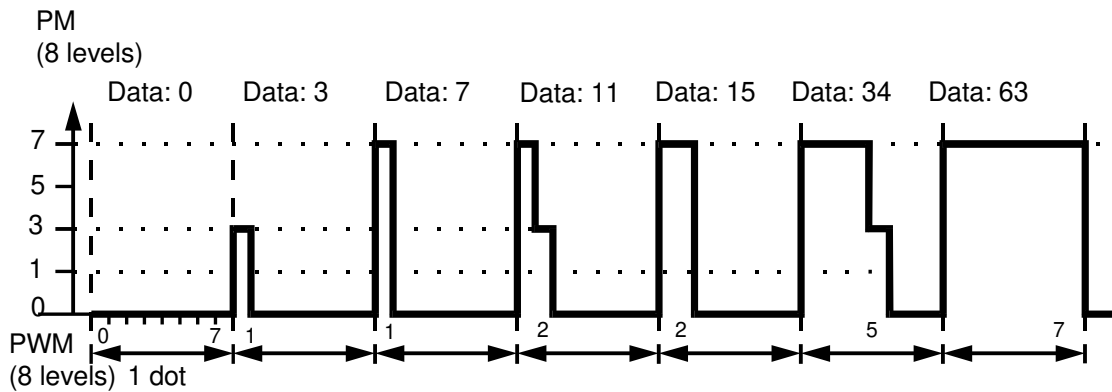 PM
(8 levels)
Data: 0 Data: 3 Data: 7 Data: 11 Data: 15 Data: 34 Data: 63
7
5
3
1
0
0 7 1 1 2 2 5 7
PWM
(8 levels) 1 dot